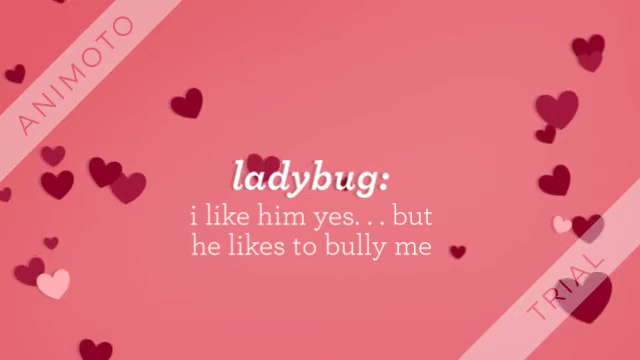 ANIMOTO
ladybug:
i like him yes... but
he likes to bully me
TRIAL